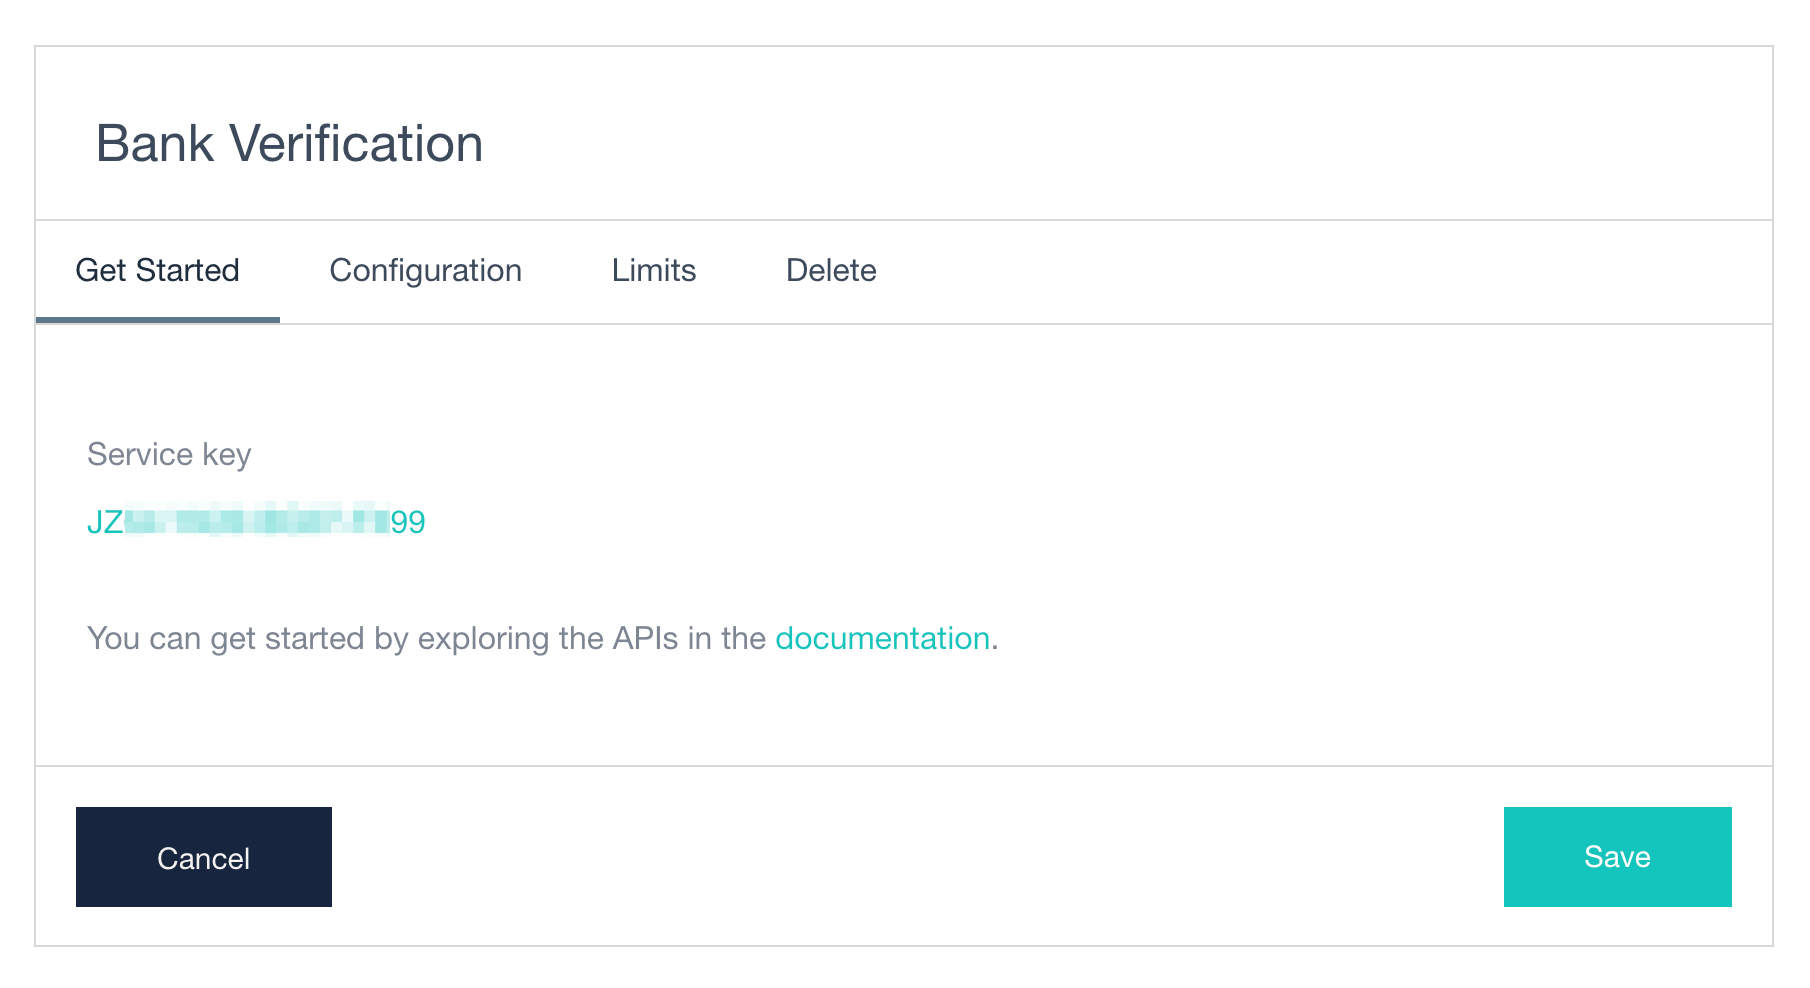 Bank Verification
Get Started Configuration Limits Delete
Service key
JZ 99
You can get started by exploring the APIs in the documentation.
Cancel Save